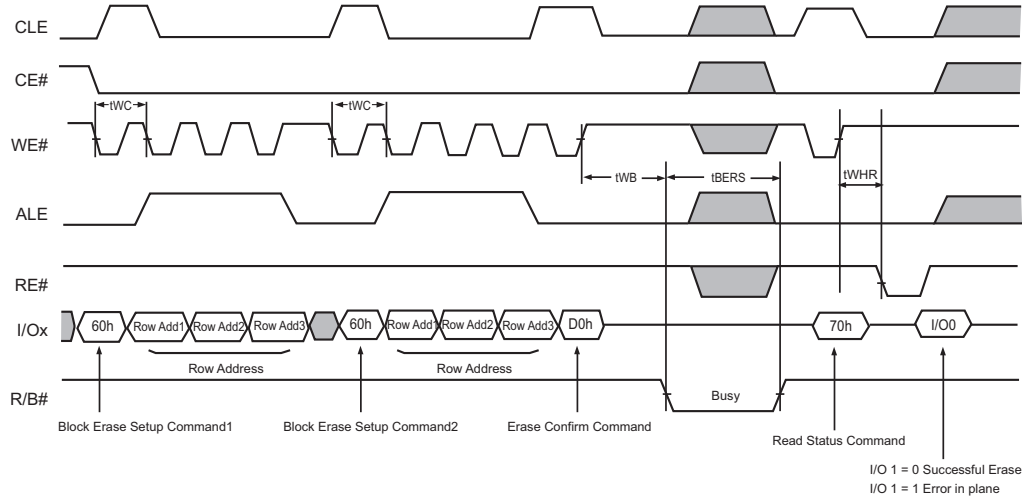 CLE
CE#
tWC
tWC
WE#
tWB
tBERS
tWHR
ALE
RE#
I/Ox
60h
Row Add1
Row Add2
Row Add3
60h
Row Add1
Row Add2
Row Add3
D0h
70h
I/O0
Row Address
Row Address
R/B#
Busy
Block Erase Setup Command1
Block Erase Setup Command2
Erase Confirm Command
Read Status Command
I/O 1 = 0 Successful Erase
I/O 1 = 1 Error in plane